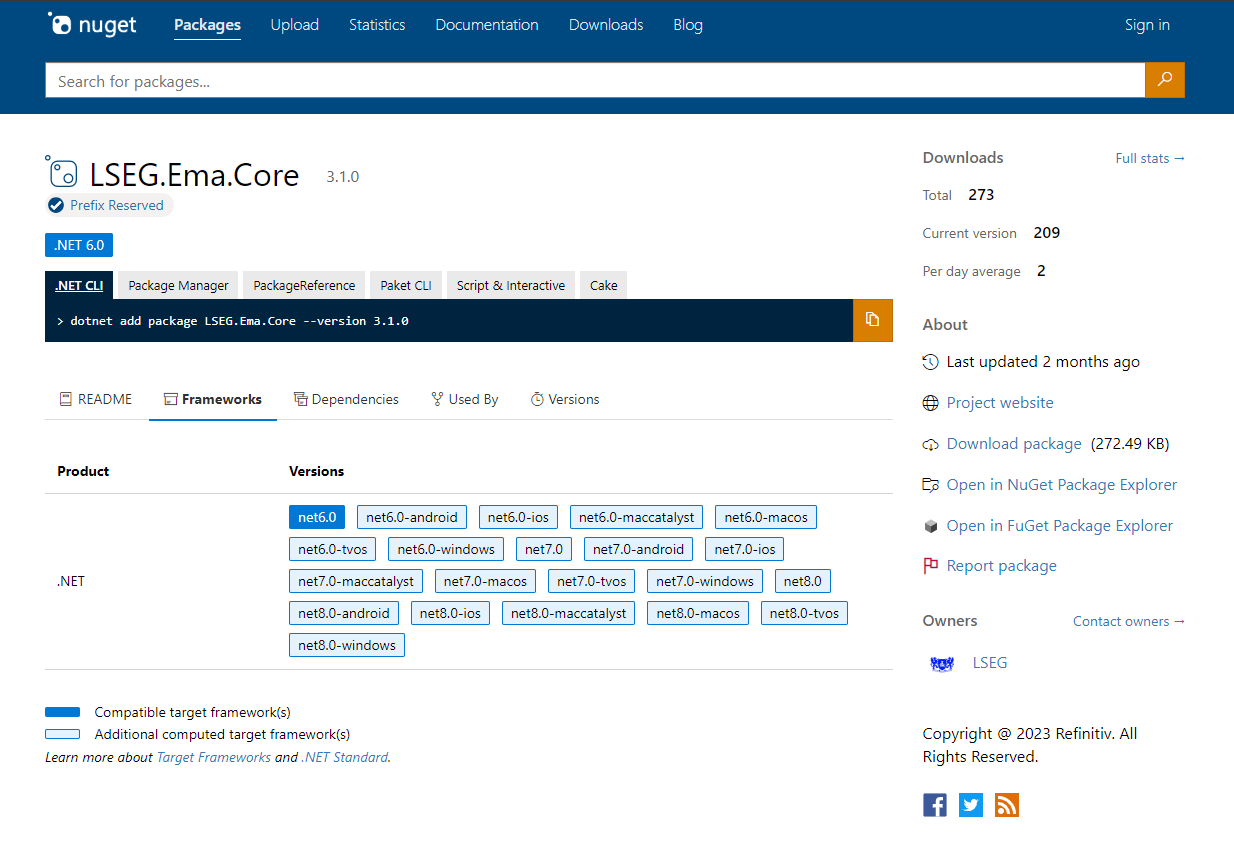 nuget Packages Upload Statistics Documentation Downloads Blog Sign in
Search for packages...
LSEG.Ema.Core 3.1.0
Prefix Reserved
.NET 6.0
.NET CLI Package Manager PackageReference Paket CLI Script & Interactive Cake
> dotnet add package LSEG.Ema.Core --version 3.1.0
README Frameworks Dependencies Used By Versions
Product Versions
.NET
net6.0 net6.0-android net6.0-ios net6.0-maccatalyst net6.0-macos
net6.0-tvos net6.0-windows net7.0 net7.0-android net7.0-ios
net7.0-maccatalyst net7.0-macos net7.0-tvos net7.0-windows net8.0
net8.0-android net8.0-ios net8.0-maccatalyst net8.0-macos net8.0-tvos
net8.0-windows
Compatible target framework(s)
Additional computed target framework(s)
Learn more about Target Frameworks and .NET Standard.
Downloads Full stats →
Total 273
Current version 209
Per day average 2
About
Last updated 2 months ago
Project website
Download package (272.49 KB)
Open in NuGet Package Explorer
Open in FuGet Package Explorer
Report package
Owners Contact owners →
LSEG
Copyright @ 2023 Refinitiv. All
Rights Reserved.